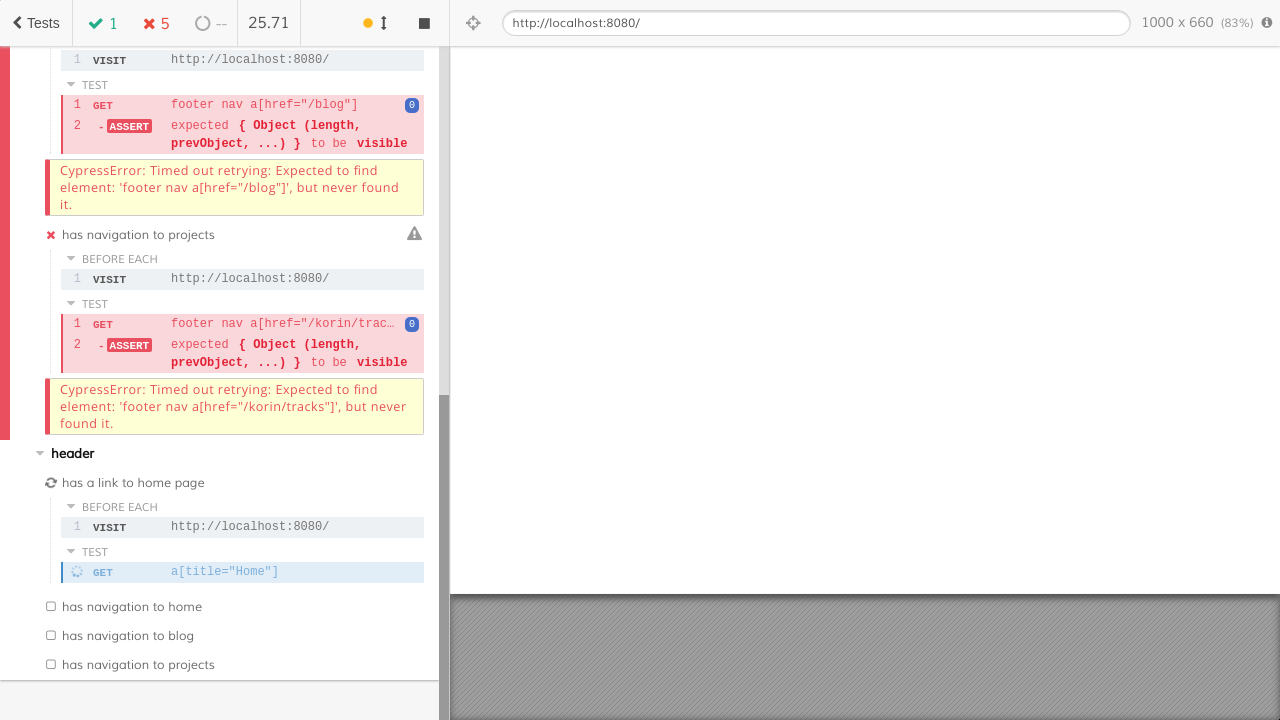 Tests 1 5 -- 25.71 http://localhost:8080/ 1000 x 660 (83%)
1 VISIT http://localhost:8080/
TEST
1 GET footer nav a[href="/blog"] 0
2 - ASSERT expected { Object (length,
prevObject, ...) } to be visible
CypressError: Timed out retrying: Expected to find
element: 'footer nav a[href="/blog"]', but never found
it.
has navigation to projects
BEFORE EACH
1 VISIT http://localhost:8080/
TEST
1 GET footer nav a[href="/korin/trac… 0
2 - ASSERT expected { Object (length,
prevObject, ...) } to be visible
CypressError: Timed out retrying: Expected to find
element: 'footer nav a[href="/korin/tracks"]', but never
found it.
header
has a link to home page
BEFORE EACH
1 VISIT http://localhost:8080/
TEST
GET a[title="Home"]
has navigation to home
has navigation to blog
has navigation to projects